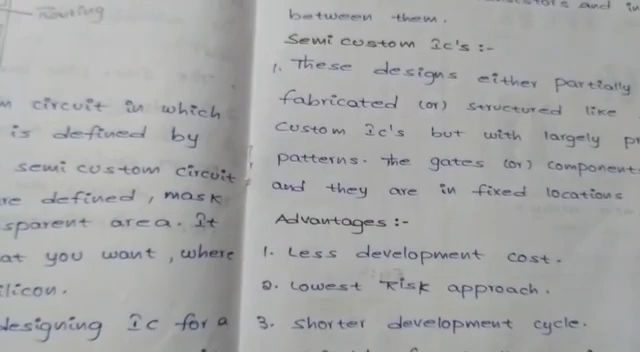 Routing
circuit in which
is defined by
semi custom circuit
defined, mask
area. It
at you want, where
designing Ic for a
and in
between them.
Semi custom Ic's :-
1. These designs either partially
fabricated (or) structured like
custom Ic's but with largely
patterns. The gates (or) component
and they are in fixed locations
Advantages :-
1. Less development cost.
2. Lowest Risk approach.
3. Shorter development cycle.